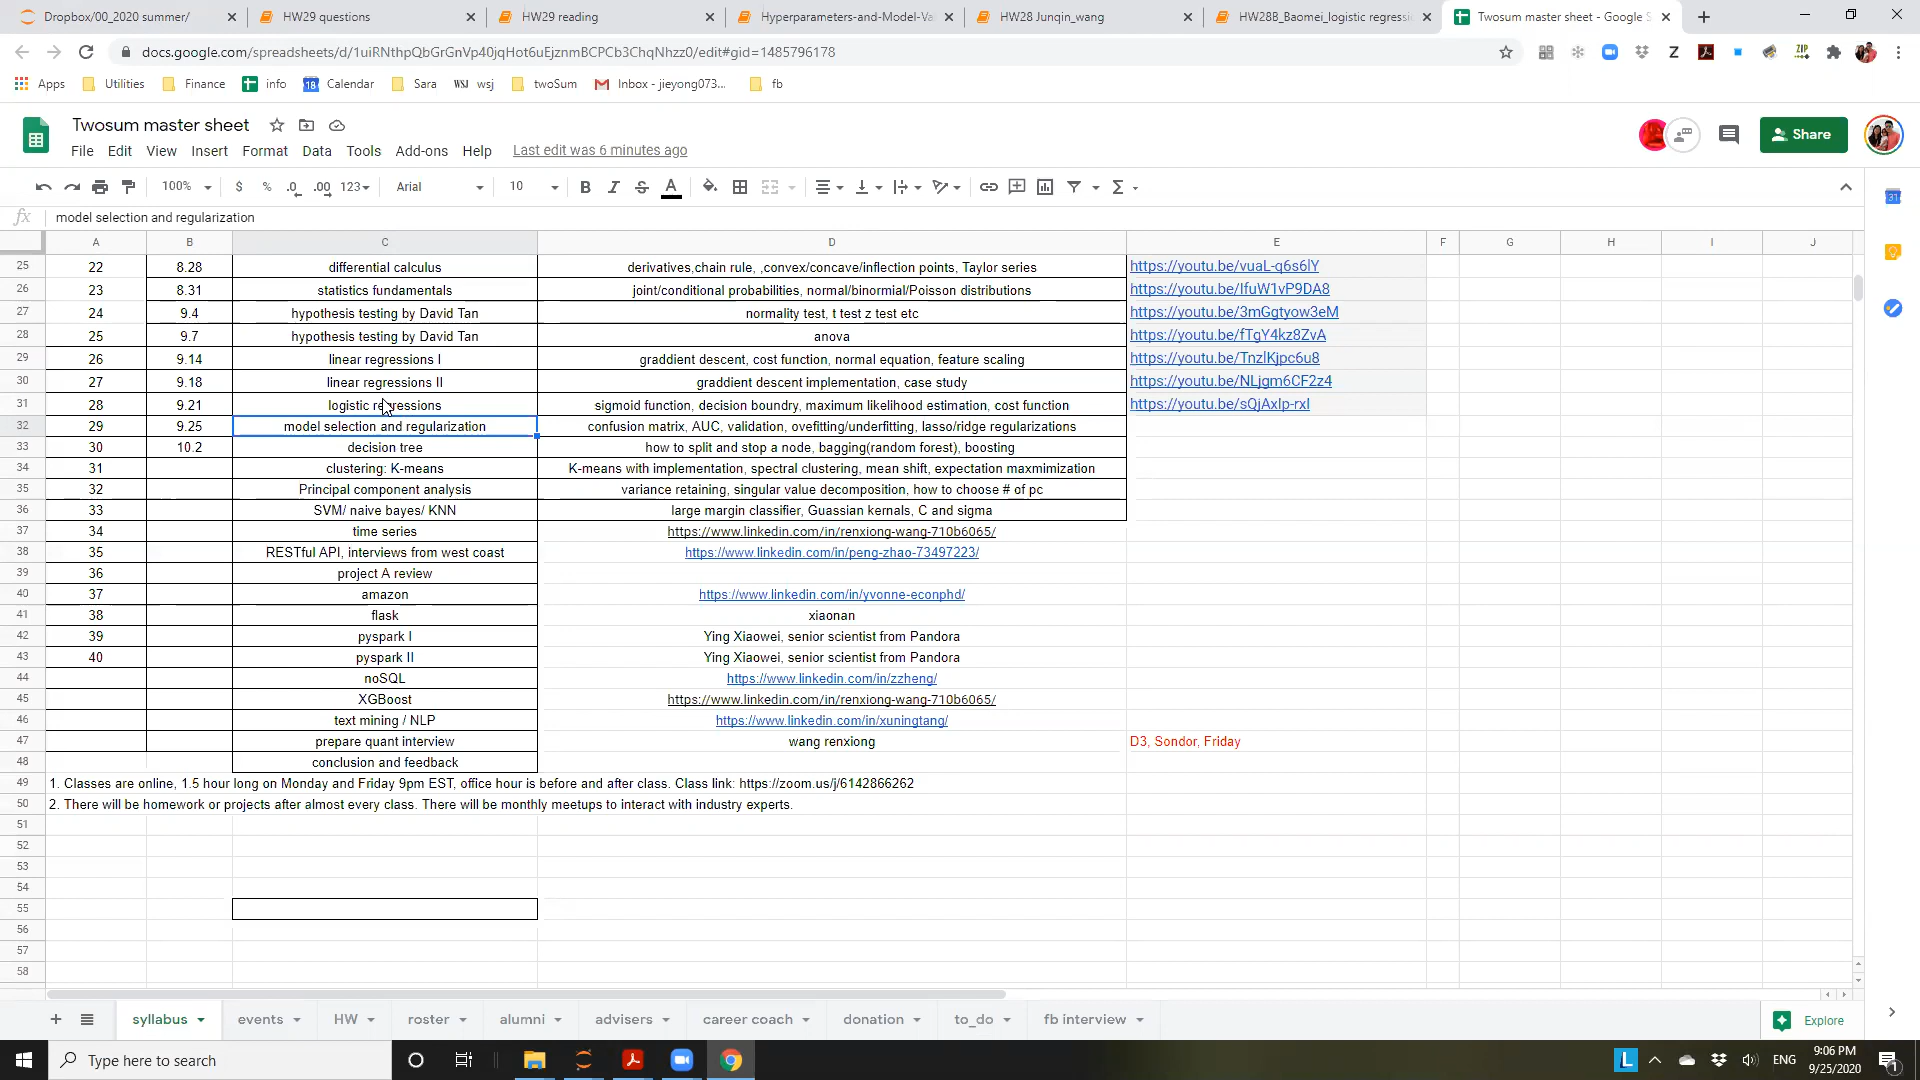 Dropbox/00_2020 summer/
HW29 questions
HW29 reading
Hyperparameters-and-Model-Va
HW28 Junqin_wang
HW28B_Baomei_logistic regressi
Twosum master sheet - Google S
docs.google.com/spreadsheets/d/1uiRNthpQbGrGnVp40jqHot6uEjznmBCPCb3ChqNhzz0/edit#gid=1485796178
Apps Utilities Finance info Calendar Sara wsj twoSum Inbox - jieyong073... fb
Twosum master sheet
Share
File Edit View Insert Format Data Tools Add-ons Help Last edit was 6 minutes ago
100% $ % .0 .00 123 Arial 10 B I S A
fx model selection and regularization
A B C D E F G H I J
25 22 8.28 differential calculus derivatives,chain rule, ,convex/concave/inflection points, Taylor series https://youtu.be/vuaL-q6s6lY
26 23 8.31 statistics fundamentals joint/conditional probabilities, normal/binormial/Poisson distributions https://youtu.be/IfuW1vP9DA8
27 24 9.4 hypothesis testing by David Tan normality test, t test z test etc https://youtu.be/3mGgtyow3eM
28 25 9.7 hypothesis testing by David Tan anova https://youtu.be/fTgY4kz8ZvA
29 26 9.14 linear regressions I graddient descent, cost function, normal equation, feature scaling https://youtu.be/TnzlKjpc6u8
30 27 9.18 linear regressions II graddient descent implementation, case study https://youtu.be/NLjgm6CF2z4
31 28 9.21 logistic regressions sigmoid function, decision boundry, maximum likelihood estimation, cost function https://youtu.be/sQjAxlp-rxI
32 29 9.25 model selection and regularization confusion matrix, AUC, validation, ovefitting/underfitting, lasso/ridge regularizations
33 30 10.2 decision tree how to split and stop a node, bagging(random forest), boosting
34 31 clustering: K-means K-means with implementation, spectral clustering, mean shift, expectation maxmimization
35 32 Principal component analysis variance retaining, singular value decomposition, how to choose # of pc
36 33 SVM/ naive bayes/ KNN large margin classifier, Guassian kernals, C and sigma
37 34 time series https://www.linkedin.com/in/renxiong-wang-710b6065/
38 35 RESTful API, interviews from west coast https://www.linkedin.com/in/peng-zhao-73497223/
39 36 project A review
40 37 amazon https://www.linkedin.com/in/yvonne-econphd/
41 38 flask xiaonan
42 39 pyspark I Ying Xiaowei, senior scientist from Pandora
43 40 pyspark II Ying Xiaowei, senior scientist from Pandora
44 noSQL https://www.linkedin.com/in/zzheng/
45 XGBoost https://www.linkedin.com/in/renxiong-wang-710b6065/
46 text mining / NLP https://www.linkedin.com/in/xuningtang/
47 prepare quant interview wang renxiong D3, Sondor, Friday
48 conclusion and feedback
49 1. Classes are online, 1.5 hour long on Monday and Friday 9pm EST, office hour is before and after class. Class link: https://zoom.us/j/6142866262
50 2. There will be homework or projects after almost every class. There will be monthly meetups to interact with industry experts.
51
52
53
54
55
56
57
58
syllabus events HW roster alumni advisers career coach donation to_do fb interview Explore
Type here to search
ENG
9:06 PM
9/25/2020